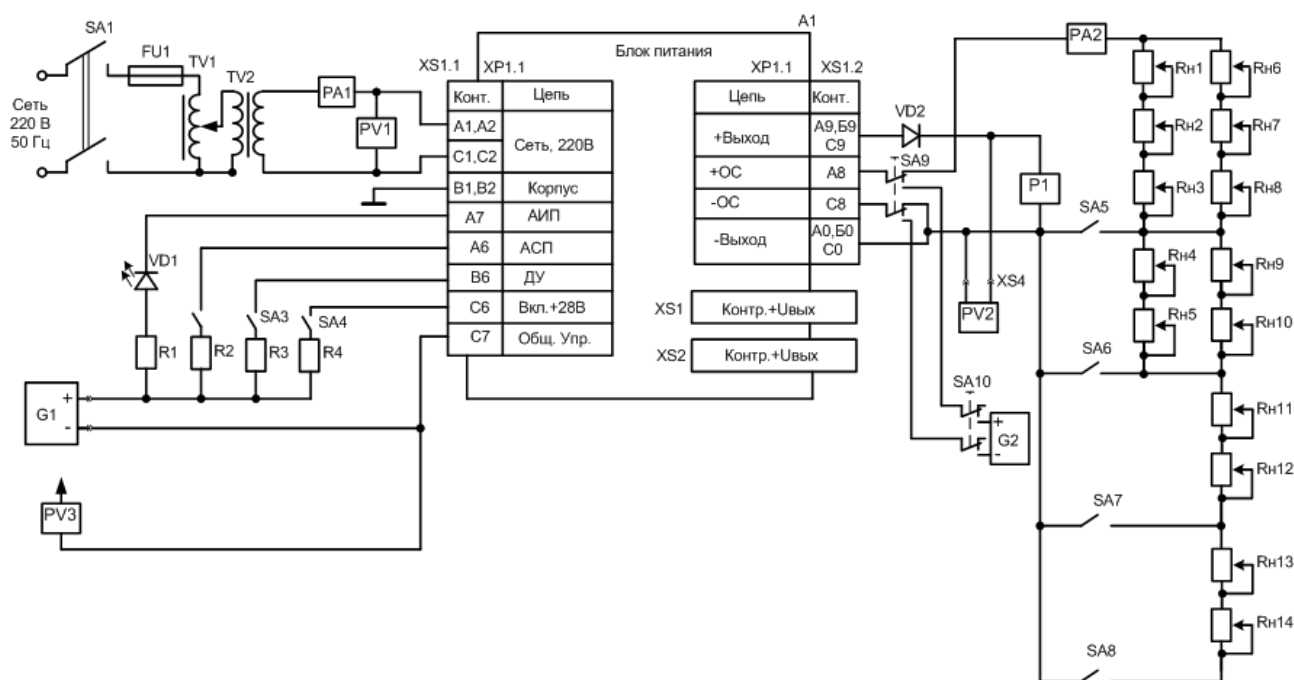 A1
SA1
Блок питания
FU1
TV1
TV2
XS1.1
XP1.1
XP1.1
XS1.2
PA2
Rн1
Rн6
Сеть
220 В
50 Гц
PA1
PV1
Конт.
Цепь
A1,A2
C1,C2
Сеть, 220В
B1,B2
Корпус
A7
АИП
A6
АСП
B6
ДУ
C6
Вкл.+28В
C7
Общ. Упр.
Цепь
Конт.
+Выход
А9,Б9
С9
+ОС
A8
-ОС
C8
-Выход
А0,Б0
С0
VD2
SA9
P1
Rн2
Rн7
Rн3
Rн8
SA5
Rн4
Rн9
VD1
XS4
PV2
Rн5
Rн10
XS1
Контр.+Uвых
XS2
Контр.+Uвых
SA3
SA4
R1
R2
R3
R4
SA6
SA10
G1
+
-
G2
+
-
Rн11
Rн12
PV3
SA7
Rн13
Rн14
SA8